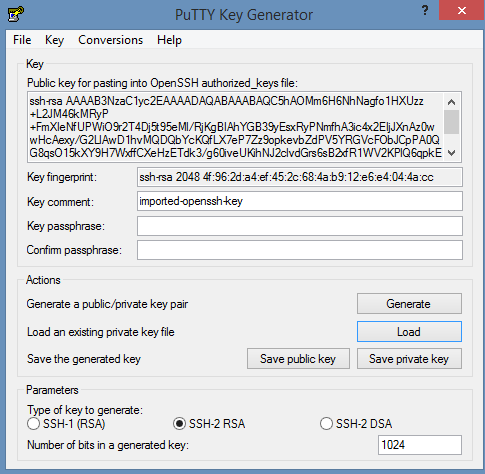 PuTTY Key Generator
?
File Key Conversions Help
Key
Public key for pasting into OpenSSH authorized_keys file:
ssh-rsa AAAAB3NzaC1yc2EAAAADAQABAAABAQC5hAOMm6H6NhNagfo1HXUzz
+L2JM46kMRyP
+FmXleNfUPWiO9r2T4Dj5t95eMI/RjKgBIAhYGB39yEsxRyPNmfhA3ic4x2EljJXnAz0w
wHcAexy/G2UAwD1hvMQDQbYcKQfLX7eP7Zz9opkevbZdPV5YRGVcFObJCpPA0Q
G8qsO15kXY9H7WxffCXeHzETdk3/g60iveUKihNJ2clvdGrs6sB2xfR1WV2KPIQ6qpkE
Key fingerprint: ssh-rsa 2048 4f:96:2d:a4:ef:45:2c:68:4a:b9:12:e6:e4:04:4a:cc
Key comment: imported-openssh-key
Key passphrase:
Confirm passphrase:
Actions
Generate a public/private key pair Generate
Load an existing private key file Load
Save the generated key Save public key Save private key
Parameters
Type of key to generate:
SSH-1 (RSA) SSH-2 RSA SSH-2 DSA
Number of bits in a generated key: 1024